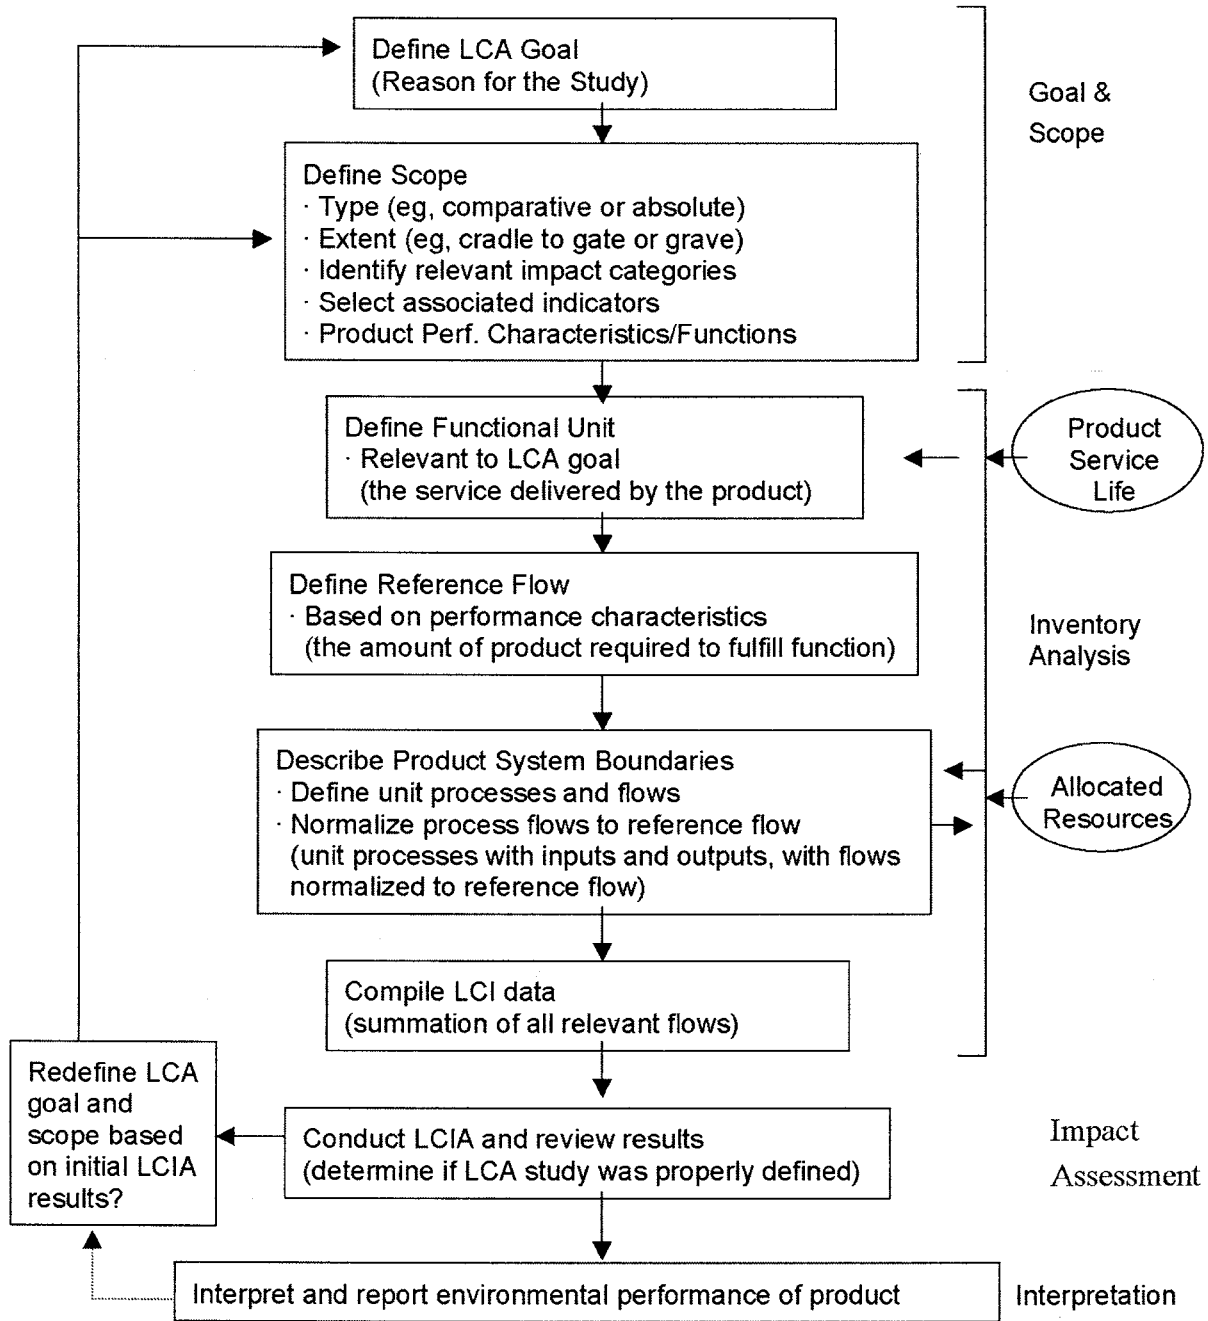 Define LCA Goal
(Reason for the Study)
Goal &
Scope
Define Scope
· Type (eg, comparative or absolute)
· Extent (eg, cradle to gate or grave)
· Identify relevant impact categories
· Select associated indicators
· Product Perf. Characteristics/Functions
Define Functional Unit
· Relevant to LCA goal
(the service delivered by the product)
Product
Service
Life
Define Reference Flow
· Based on performance characteristics
(the amount of product required to fulfill function)
Inventory
Analysis
Describe Product System Boundaries
· Define unit processes and flows
· Normalize process flows to reference flow
(unit processes with inputs and outputs, with flows
normalized to reference flow)
Allocated
Resources
Compile LCI data
(summation of all relevant flows)
Redefine LCA
goal and
scope based
on initial LCIA
results?
Conduct LCIA and review results
(determine if LCA study was properly defined)
Impact
Assessment
Interpret and report environmental performance of product
Interpretation